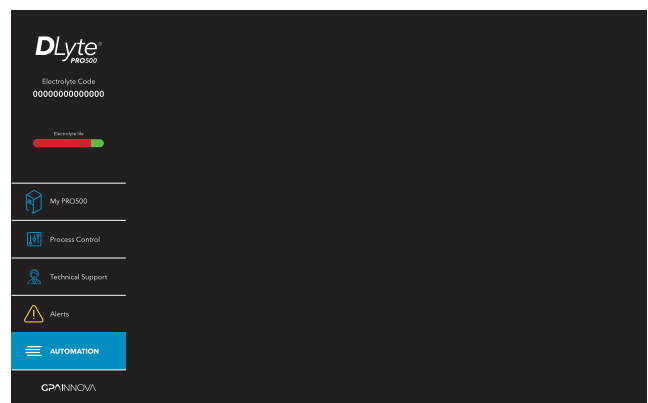 DLyte®
PRO500
Electrolyte Code
00000000000000
Electrolyte life
My PRO500
Process Control
Technical Support
Alerts
AUTOMATION
GPAINNOVA